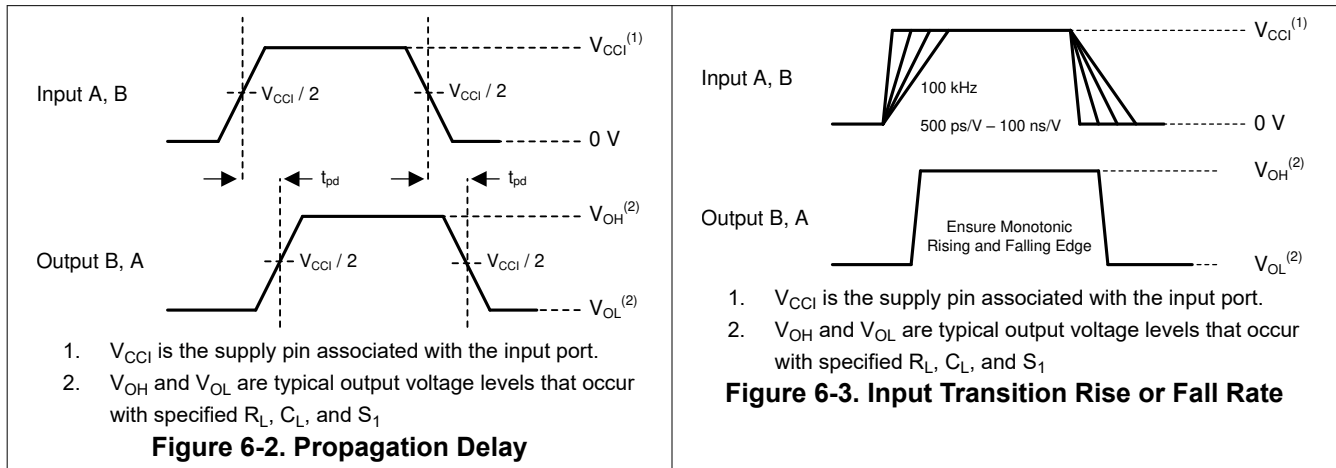 V_CCI(1)
Input A, B
V_CCI / 2
V_CCI / 2
0 V
t_pd
t_pd
V_OH(2)
Output B, A
V_CCI / 2
V_CCI / 2
V_OL(2)
1. V_CCI is the supply pin associated with the input port.
2. V_OH and V_OL are typical output voltage levels that occur
with specified R_L, C_L, and S_1
Figure 6-2. Propagation Delay
V_CCI(1)
Input A, B
100 kHz
500 ps/V – 100 ns/V
0 V
V_OH(2)
Output B, A
Ensure Monotonic
Rising and Falling Edge
V_OL(2)
1. V_CCI is the supply pin associated with the input port.
2. V_OH and V_OL are typical output voltage levels that occur
with specified R_L, C_L, and S_1
Figure 6-3. Input Transition Rise or Fall Rate